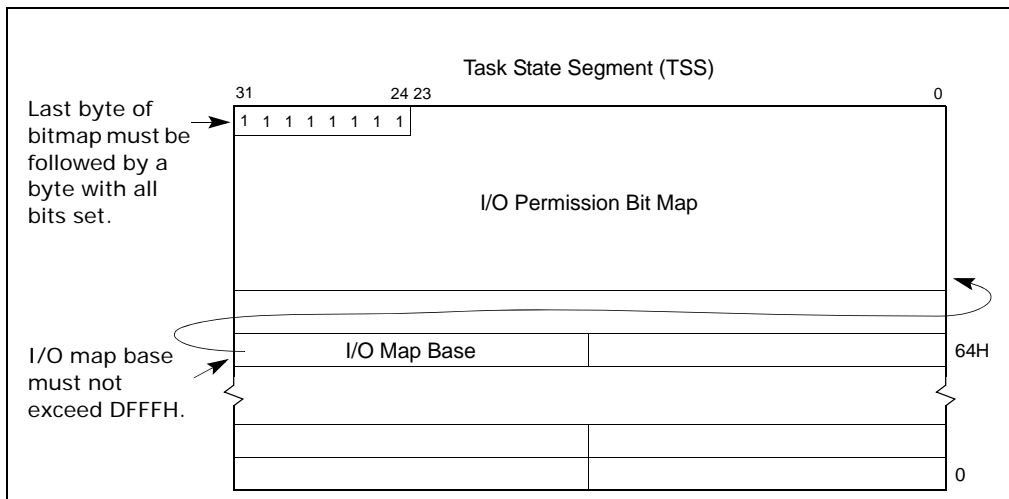 Task State Segment (TSS)
31 24 23 0
Last byte of
bitmap must be
followed by a
byte with all
bits set.
1 1 1 1 1 1 1 1
I/O Permission Bit Map
I/O map base
must not
exceed DFFFH.
I/O Map Base
64H
0